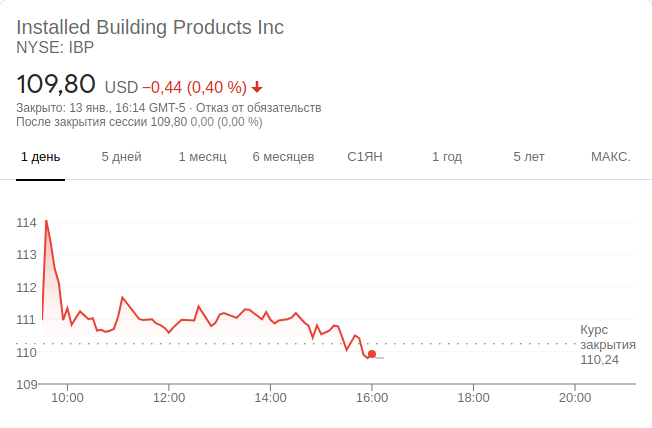 Installed Building Products Inc
NYSE: IBP
109,80 USD −0,44 (0,40 %)
Закрыто: 13 янв., 16:14 GMT-5 · Отказ от обязательств
После закрытия сессии 109,80 0,00 (0,00 %)
1 день 5 дней 1 месяц 6 месяцев С1ЯН 1 год 5 лет МАКС.
114
113
112
111
Курс
закрытия
110
110,24
109
10:00 12:00 14:00 16:00 18:00 20:00